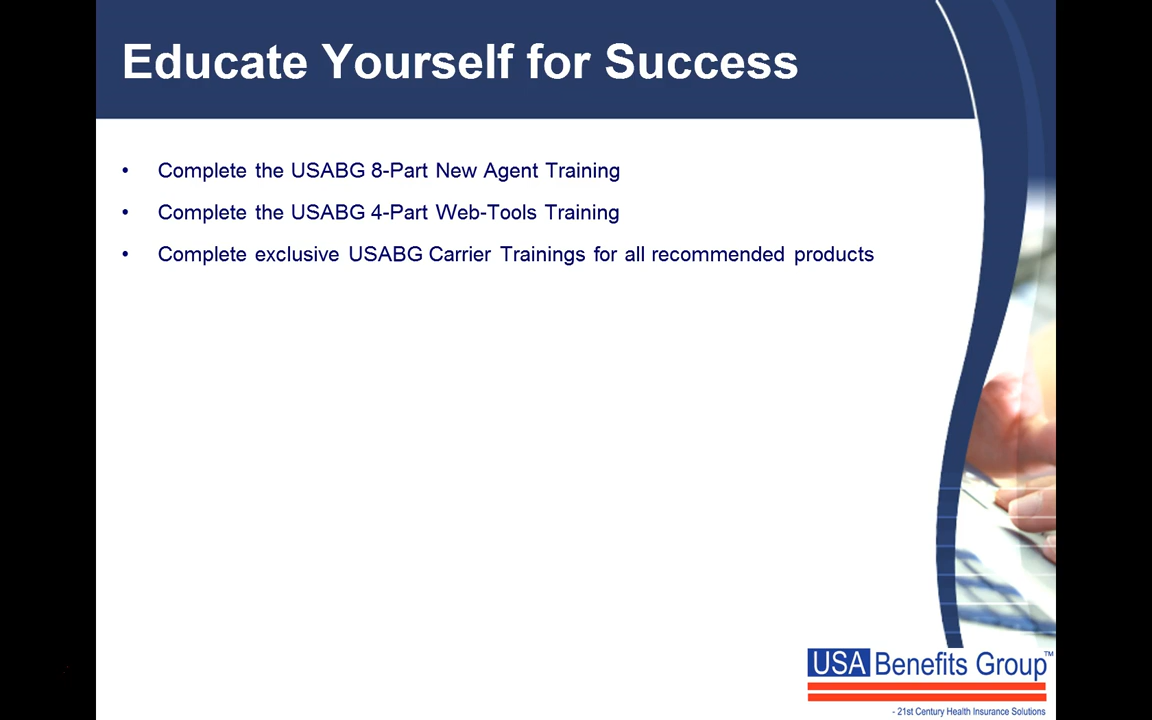 Educate Yourself for Success
• Complete the USABG 8-Part New Agent Training
• Complete the USABG 4-Part Web-Tools Training
• Complete exclusive USABG Carrier Trainings for all recommended products
USA Benefits Group™
- 21st Century Health Insurance Solutions